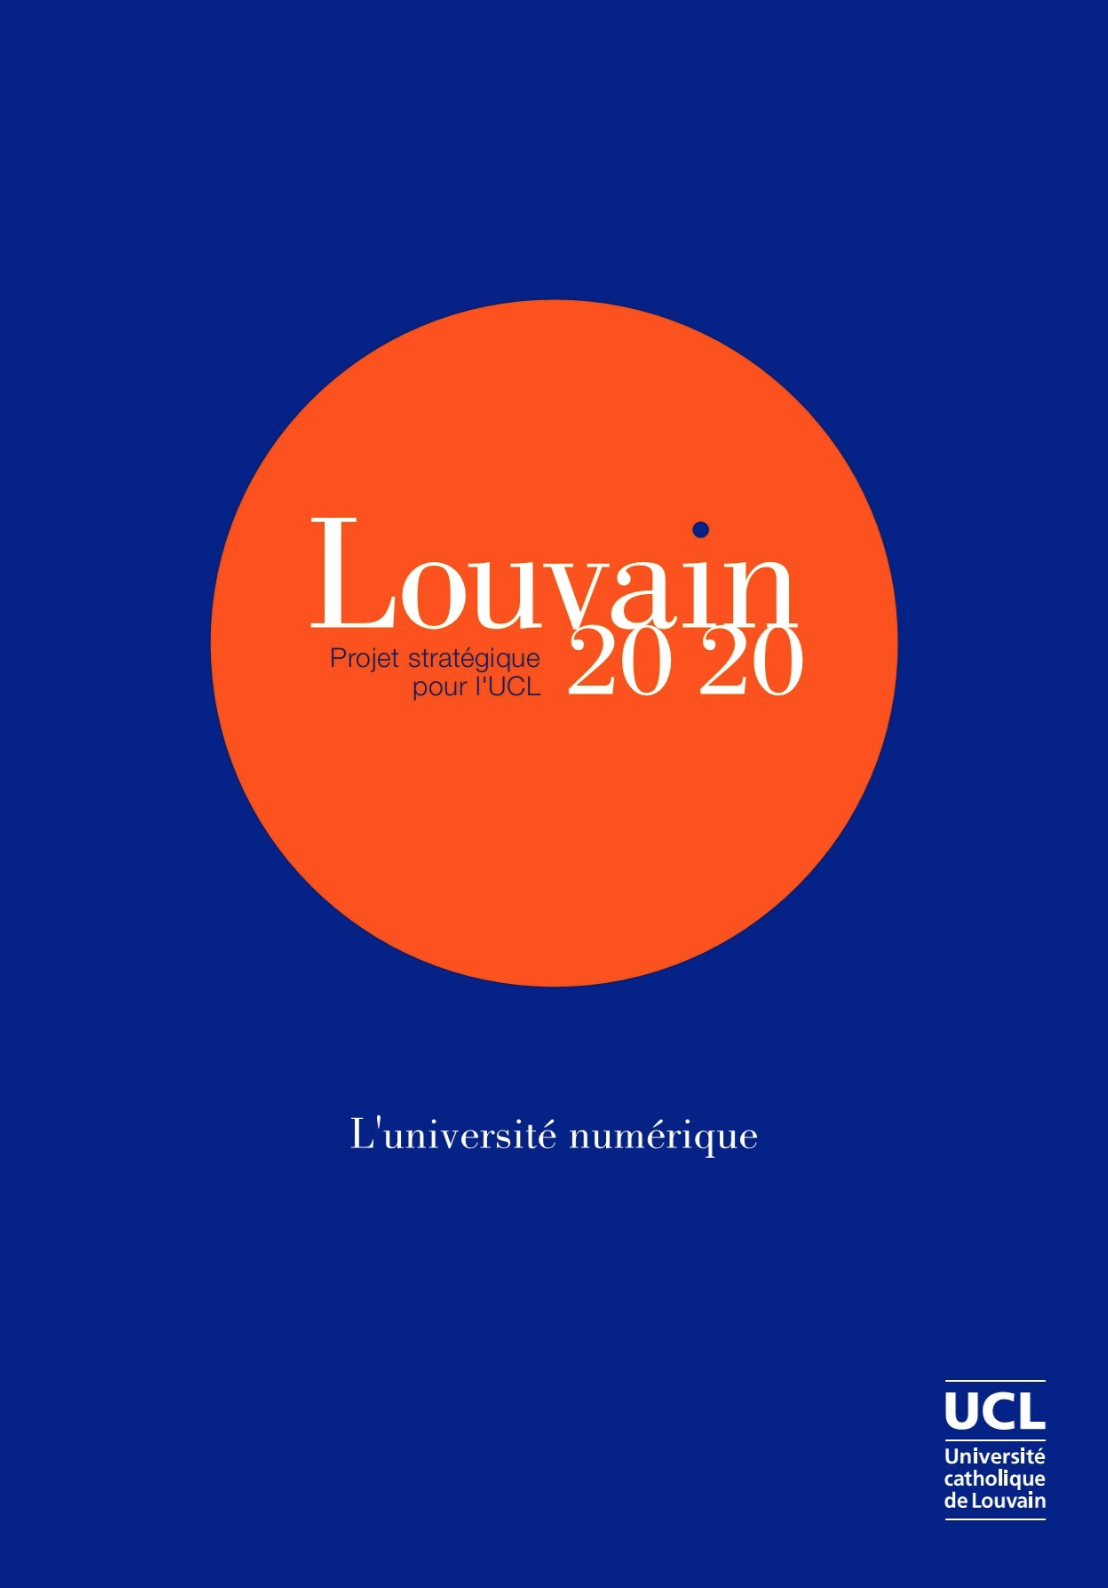 Louvain
Projet stratégique
pour l'UCL
20 20
L'université numérique
UCL
Université
catholique
de Louvain